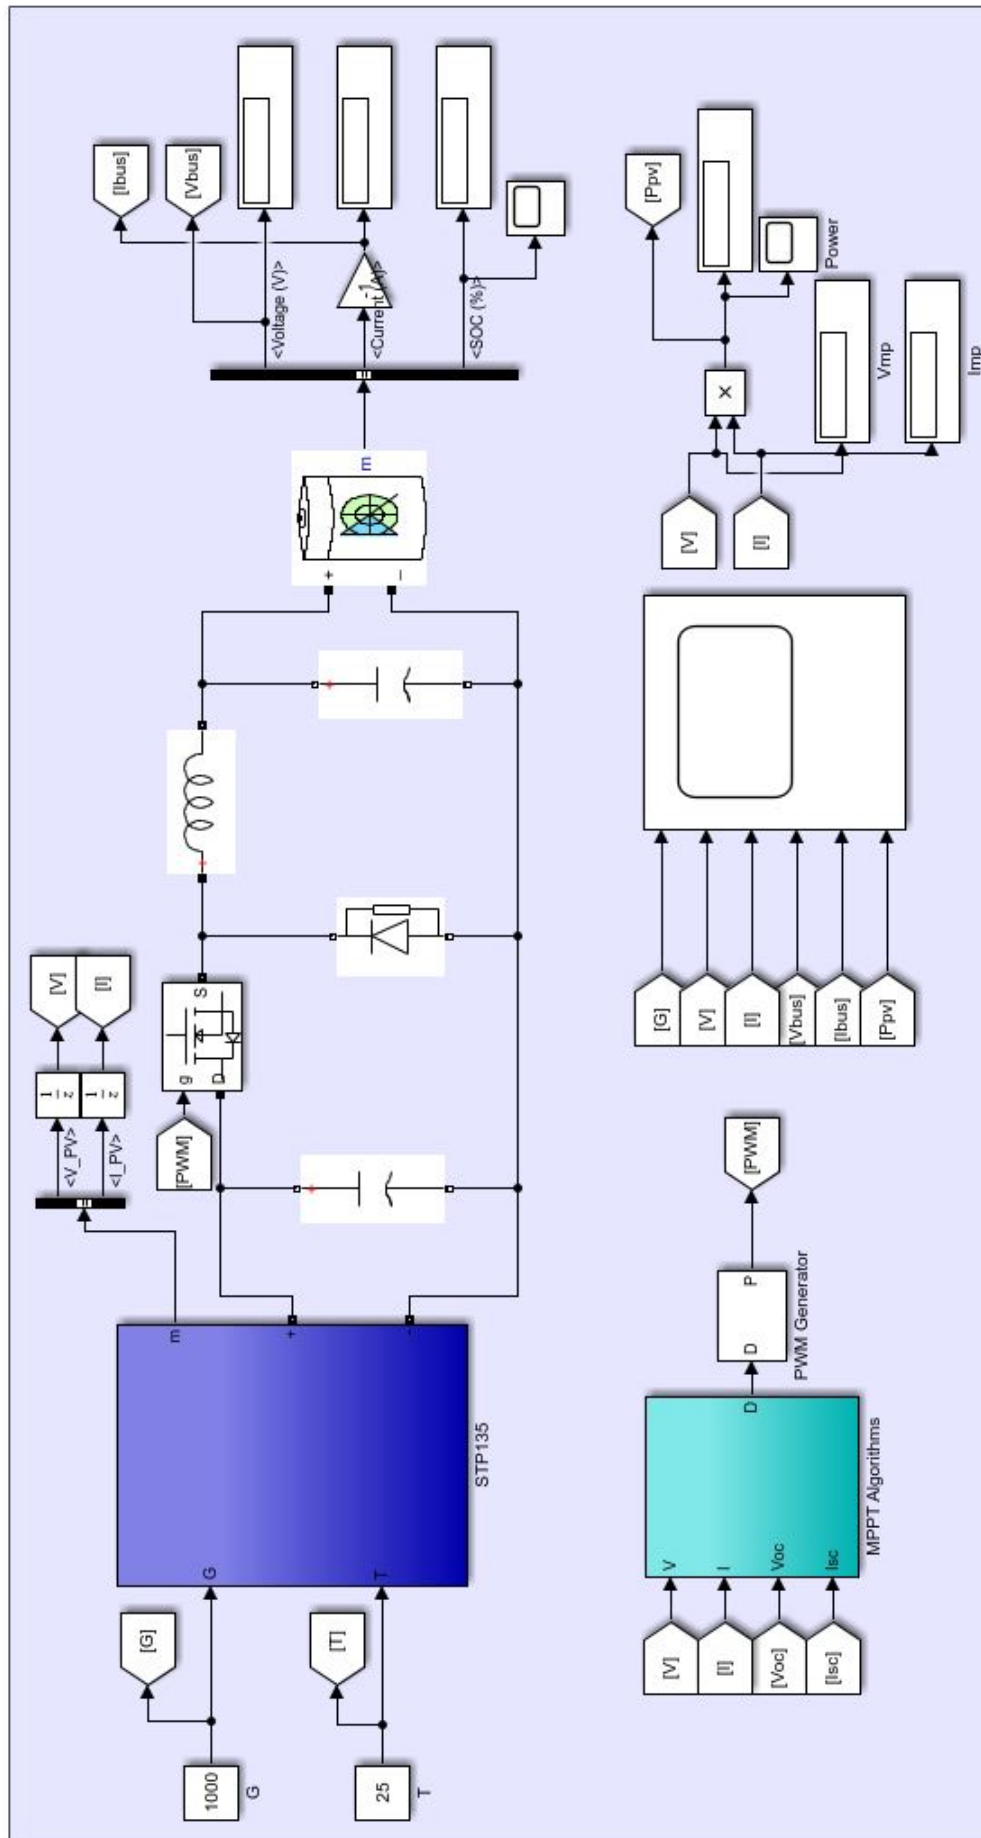 1000
G
[G]
25
T
[T]
G
T
m
+
-
STP135
<V_PV>
<I_PV>
1
z
1
z
[V]
[I]
[PWM]
g
D
S
+
+
+
+
_
m
<Voltage (V)>
<Current (A)>
<SOC (%)>
-1
[Ibus]
[Vbus]
[V]
[I]
[Voc]
[Isc]
V
I
Voc
Isc
D
MPPT Algorithms
D
P
PWM Generator
[PWM]
[G]
[V]
[I]
[Vbus]
[Ibus]
[Ppv]
[V]
[I]
×
[Ppv]
Power
Vmp
Imp